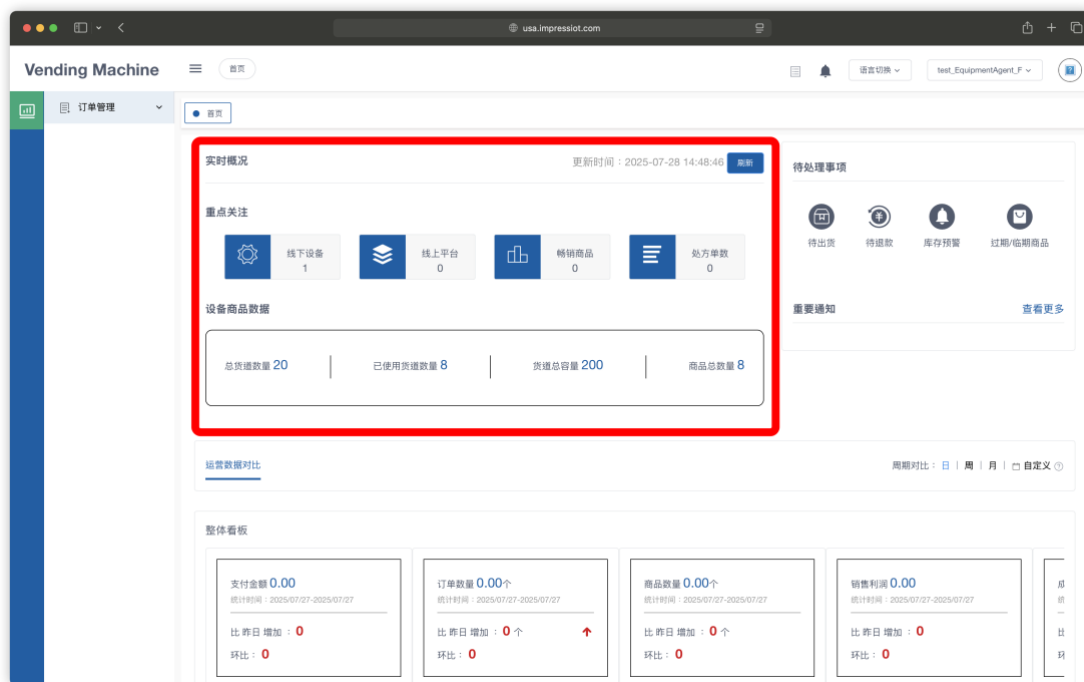 usa.impressiot.com
Vending Machine
首页
语言切换
test_EquipmentAgent_F
订单管理
首页
实时概况
更新时间：2025-07-28 14:48:46
刷新
重点关注
线下设备
1
线上平台
0
畅销商品
0
处方单数
0
设备商品数据
总货道数量 20
已使用货道数量 8
货道总容量 200
商品总数量 8
待处理事项
待出货
待退款
库存预警
过期/临期商品
重要通知
查看更多
运营数据对比
周期对比： 日 | 周 | 月 | 自定义
整体看板
支付金额 0.00
统计时间：2025/07/27-2025/07/27
比 昨日 增加 ： 0
环比： 0
订单数量 0.00个
统计时间：2025/07/27-2025/07/27
比 昨日 增加 ： 0 个
环比： 0
商品数量 0.00个
统计时间：2025/07/27-2025/07/27
比 昨日 增加 ： 0 个
环比： 0
销售利润 0.00
统计时间：2025/07/27-2025/07/27
比 昨日 增加 ： 0
环比： 0